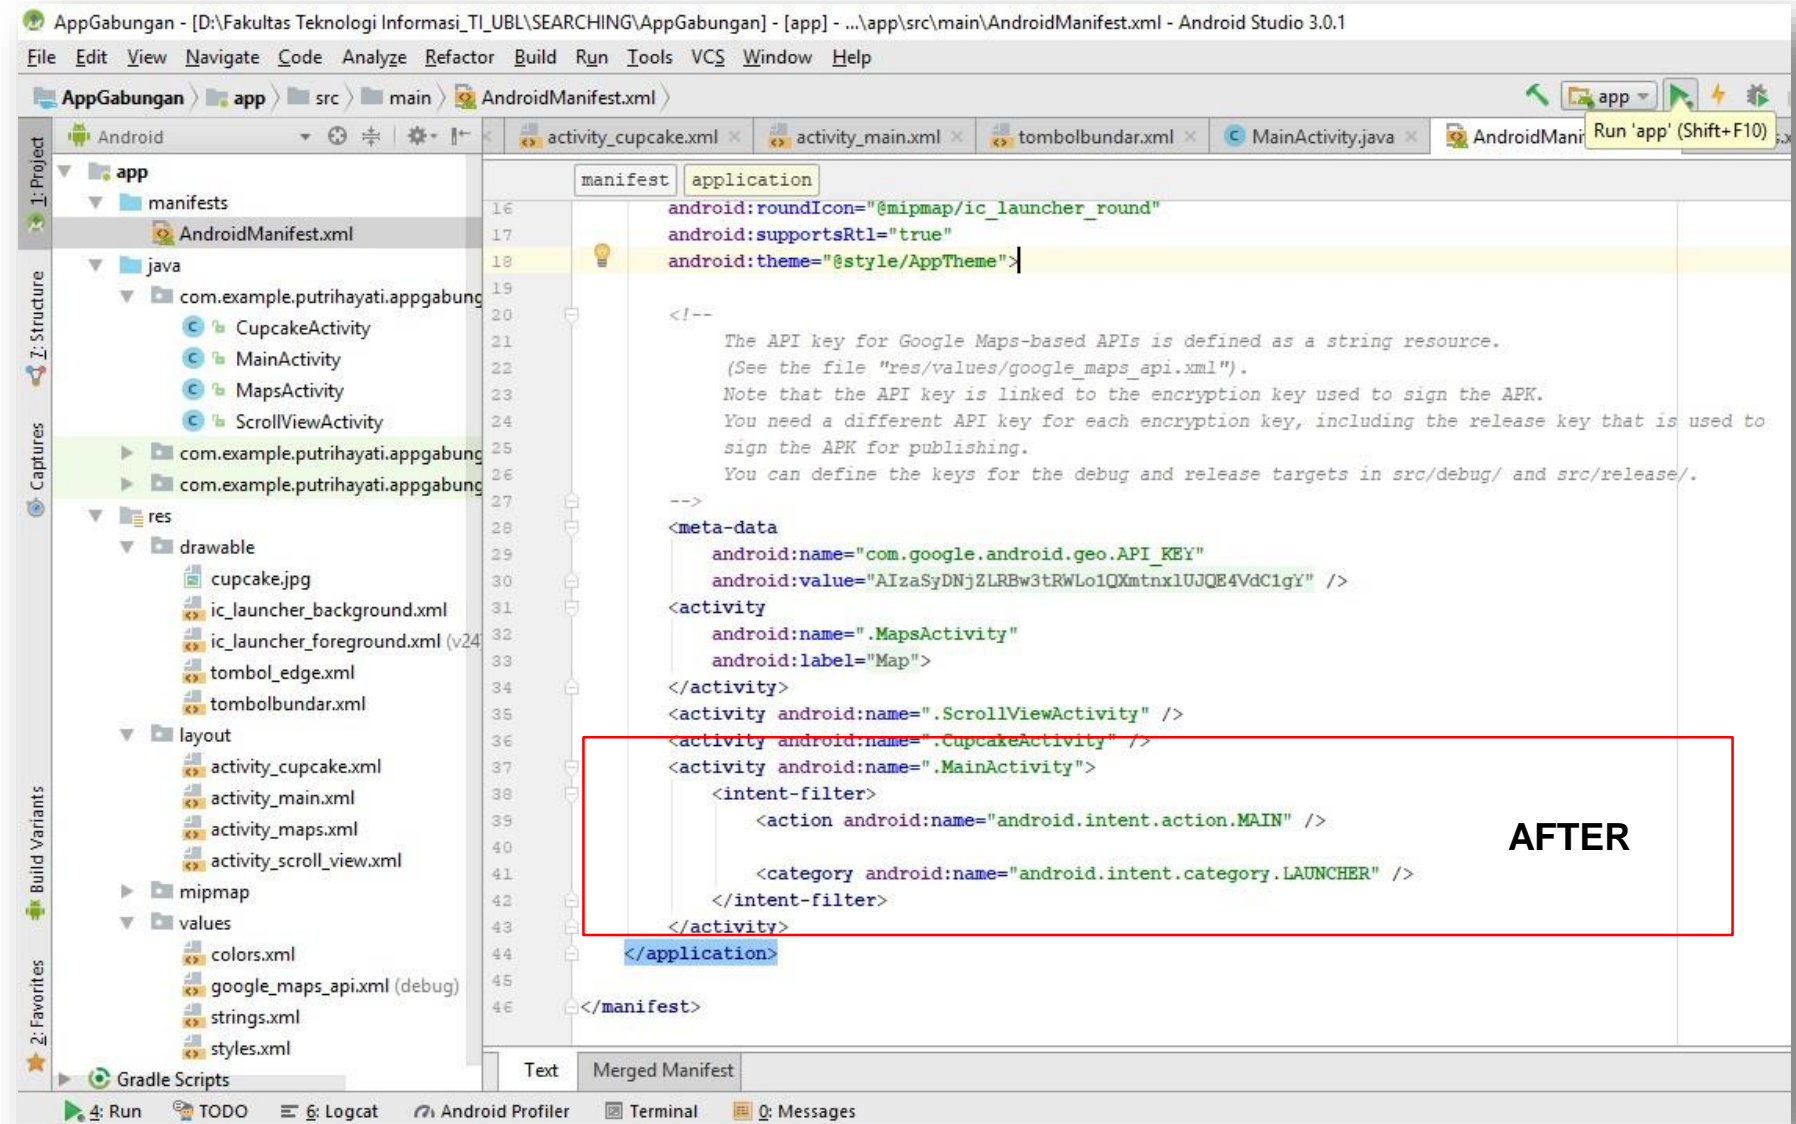 AppGabungan - [D:\Fakultas Teknologi Informasi_TI_UBL\SEARCHING\AppGabungan] - [app] - ...\app\src\main\AndroidManifest.xml - Android Studio 3.0.1
File Edit View Navigate Code Analyze Refactor Build Run Tools VCS Window Help
AppGabungan app src main AndroidManifest.xml
app
Run 'app' (Shift+F10)
Android
activity_cupcake.xml activity_main.xml tombolbundar.xml MainActivity.java AndroidMani
manifest application
1: Project
7: Structure
Captures
Build Variants
2: Favorites
app
manifests
AndroidManifest.xml
java
com.example.putrihayati.appgabung
CupcakeActivity
MainActivity
MapsActivity
ScrollViewActivity
com.example.putrihayati.appgabung
com.example.putrihayati.appgabung
res
drawable
cupcake.jpg
ic_launcher_background.xml
ic_launcher_foreground.xml (v24
tombol_edge.xml
tombolbundar.xml
layout
activity_cupcake.xml
activity_main.xml
activity_maps.xml
activity_scroll_view.xml
mipmap
values
colors.xml
google_maps_api.xml (debug)
strings.xml
styles.xml
Gradle Scripts
16 android:roundIcon="@mipmap/ic_launcher_round"
17 android:supportsRtl="true"
18 android:theme="@style/AppTheme">
19
20 <!--
21 The API key for Google Maps-based APIs is defined as a string resource.
22 (See the file "res/values/google_maps_api.xml").
23 Note that the API key is linked to the encryption key used to sign the APK.
24 You need a different API key for each encryption key, including the release key that is used to
25 sign the APK for publishing.
26 You can define the keys for the debug and release targets in src/debug/ and src/release/.
27 -->
28 <meta-data
29 android:name="com.google.android.geo.API_KEY"
30 android:value="AIzaSyDNjZLRBw3tRWLo1QXmtnxlUJQE4VdC1gY" />
31 <activity
32 android:name=".MapsActivity"
33 android:label="Map">
34 </activity>
35 <activity android:name=".ScrollViewActivity" />
36 <activity android:name=".CupcakeActivity" />
37 <activity android:name=".MainActivity">
38 <intent-filter>
39 <action android:name="android.intent.action.MAIN" />
40
41 <category android:name="android.intent.category.LAUNCHER" />
42 </intent-filter>
43 </activity>
44 </application>
45
46 </manifest>
AFTER
Text Merged Manifest
4: Run TODO 6: Logcat Android Profiler Terminal 0: Messages